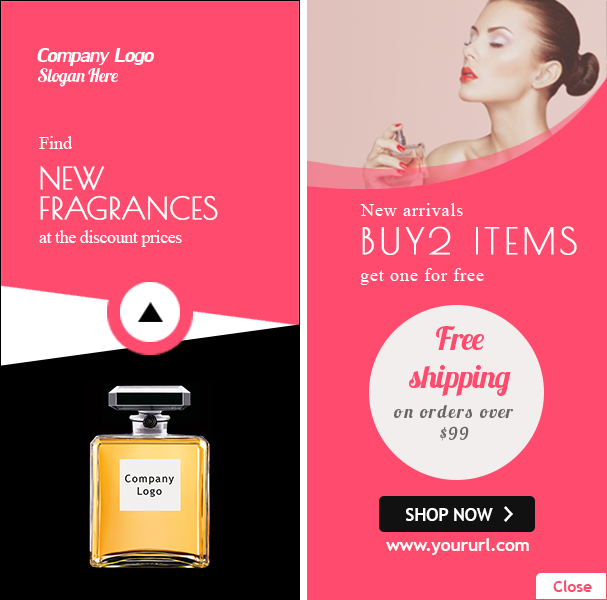 Company Logo
Slogan Here
Find
NEW
FRAGRANCES
at the discount prices
Company
Logo
New arrivals
BUY2 ITEMS
get one for free
Free
shipping
on orders over
$99
SHOP NOW
www.yoururl.com
Close